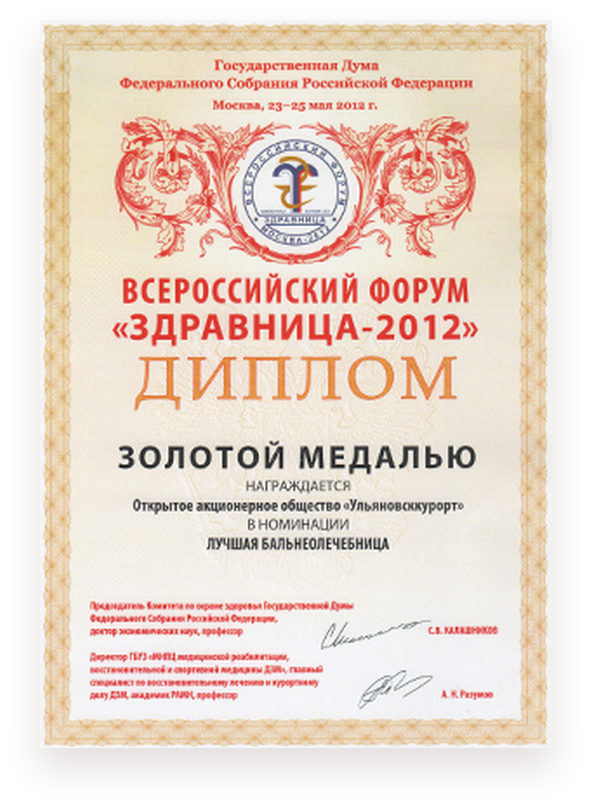 Государственная Дума
Федерального Собрания Российской Федерации
Москва, 23–25 мая 2012 г.
ВСЕРОССИЙСКИЙ ФОРУМ
ЗДРАВНИЦА
МОСКВА-2012
ВСЕРОССИЙСКИЙ ФОРУМ
«ЗДРАВНИЦА-2012»
ДИПЛОМ
ЗОЛОТОЙ МЕДАЛЬЮ
НАГРАЖДАЕТСЯ
Открытое акционерное общество «Ульяновсккурорт»
В НОМИНАЦИИ
ЛУЧШАЯ БАЛЬНЕОЛЕЧЕБНИЦА
Председатель Комитета по охране здоровья Государственной Думы
Федерального Собрания Российской Федерации,
доктор экономических наук, профессор
С.В. КАЛАШНИКОВ
Директор ГБУЗ «МНПЦ медицинской реабилитации,
восстановительной и спортивной медицины ДЗМ», главный
специалист по восстановительному лечению и курортному
делу ДЗМ, академик РАМН, профессор
А. Н. Разумов